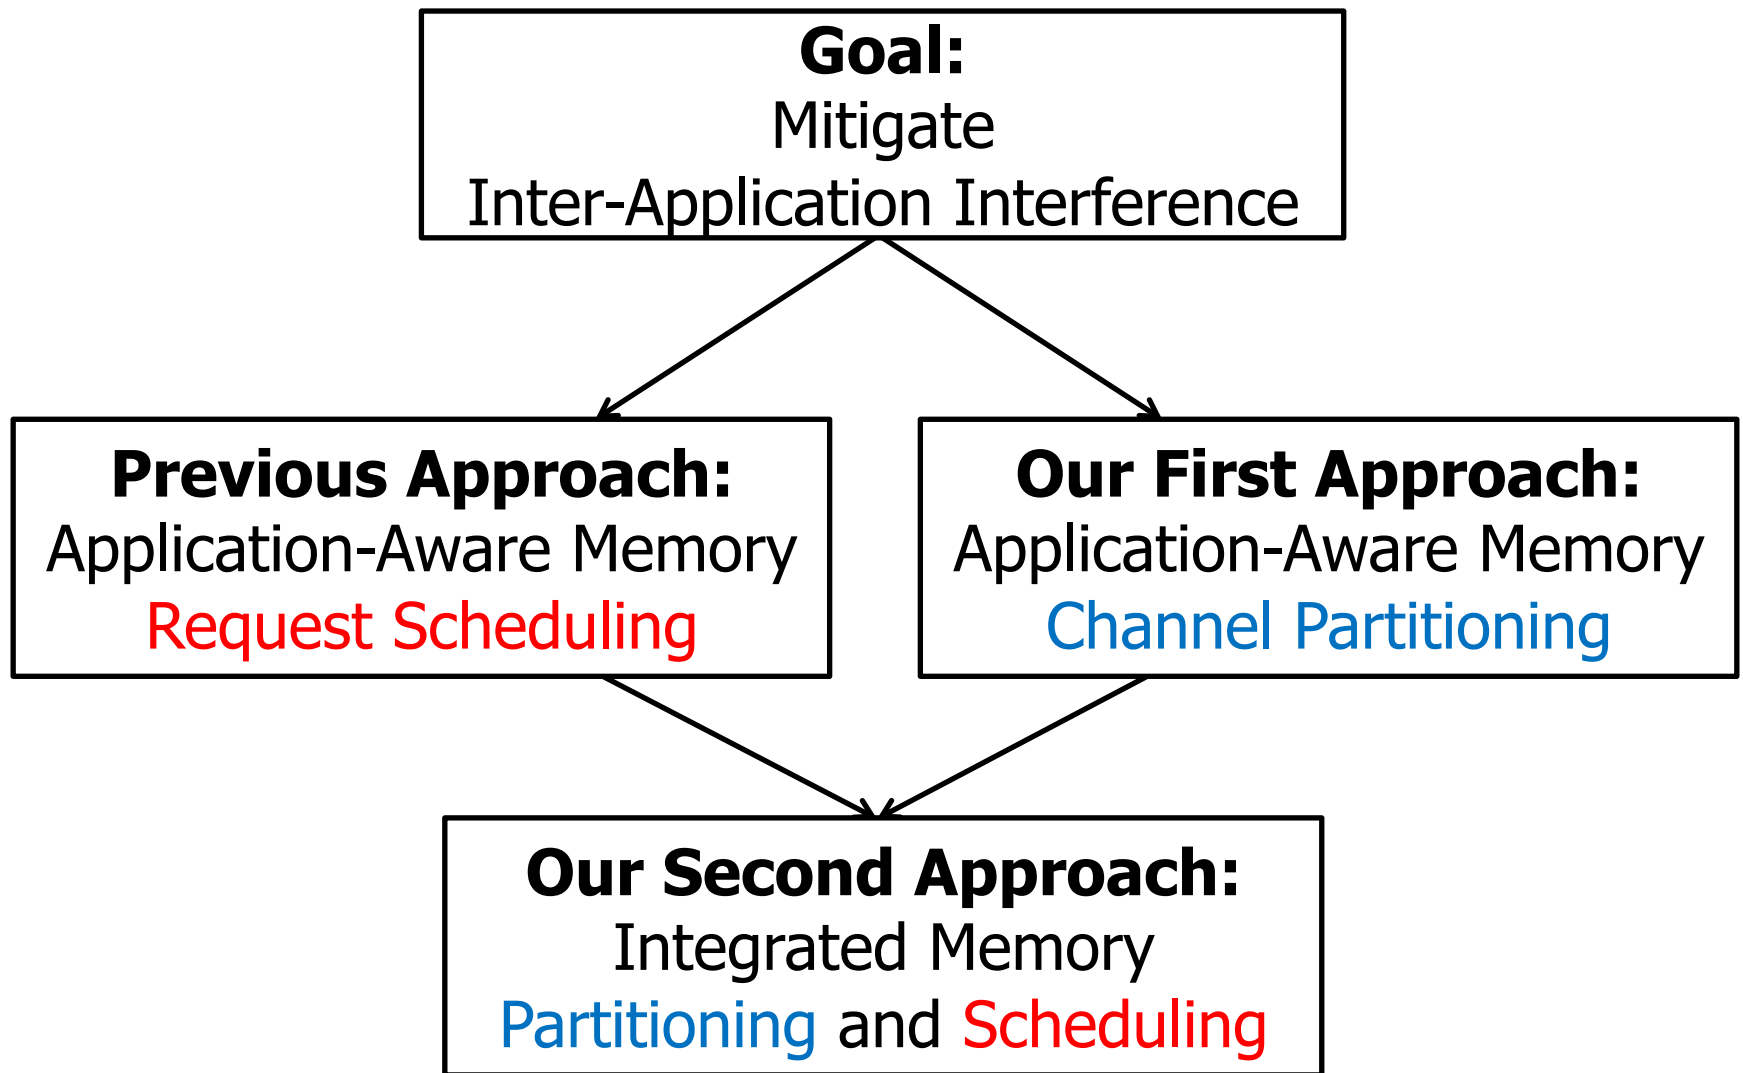 Goal:
Mitigate
Inter-Application Interference
Previous Approach:
Application-Aware Memory
Request Scheduling
Our First Approach:
Application-Aware Memory
Channel Partitioning
Our Second Approach:
Integrated Memory
Partitioning and Scheduling